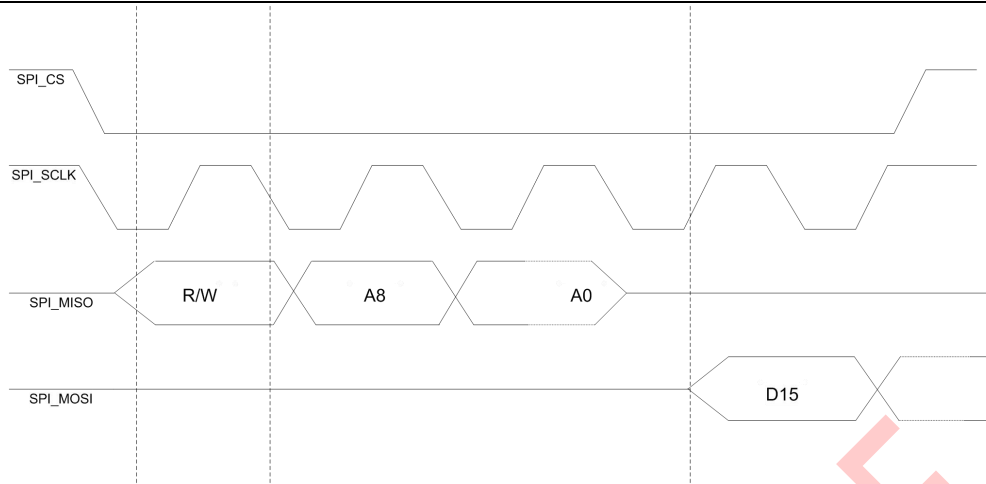 SPI_CS
SPI_SCLK
SPI_MISO
R/W
A8
A0
SPI_MOSI
D15